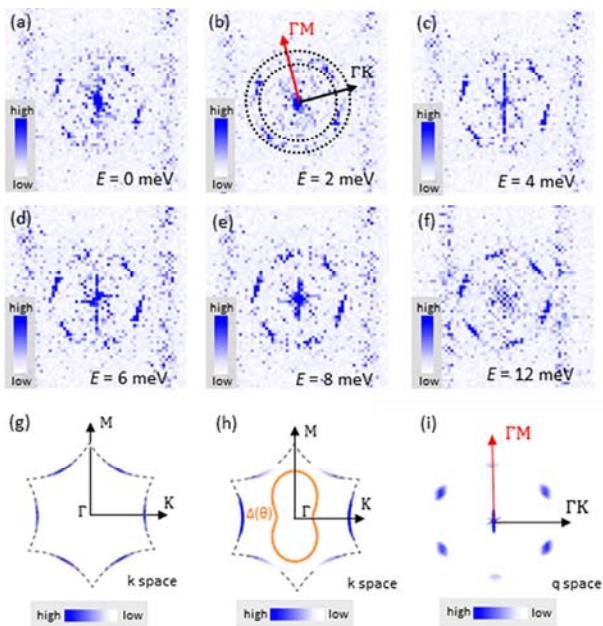 (a)
high
low
E = 0 meV
(b)
ΓM
ΓK
high
low
E = 2 meV
(c)
high
low
E = 4 meV
(d)
high
low
E = 6 meV
(e)
high
low
E = 8 meV
(f)
high
low
E = 12 meV
(g)
M
Γ
K
k space
high low
(h)
M
Δ(θ)
Γ
K
k space
high low
(i)
ΓM
ΓK
q space
high low